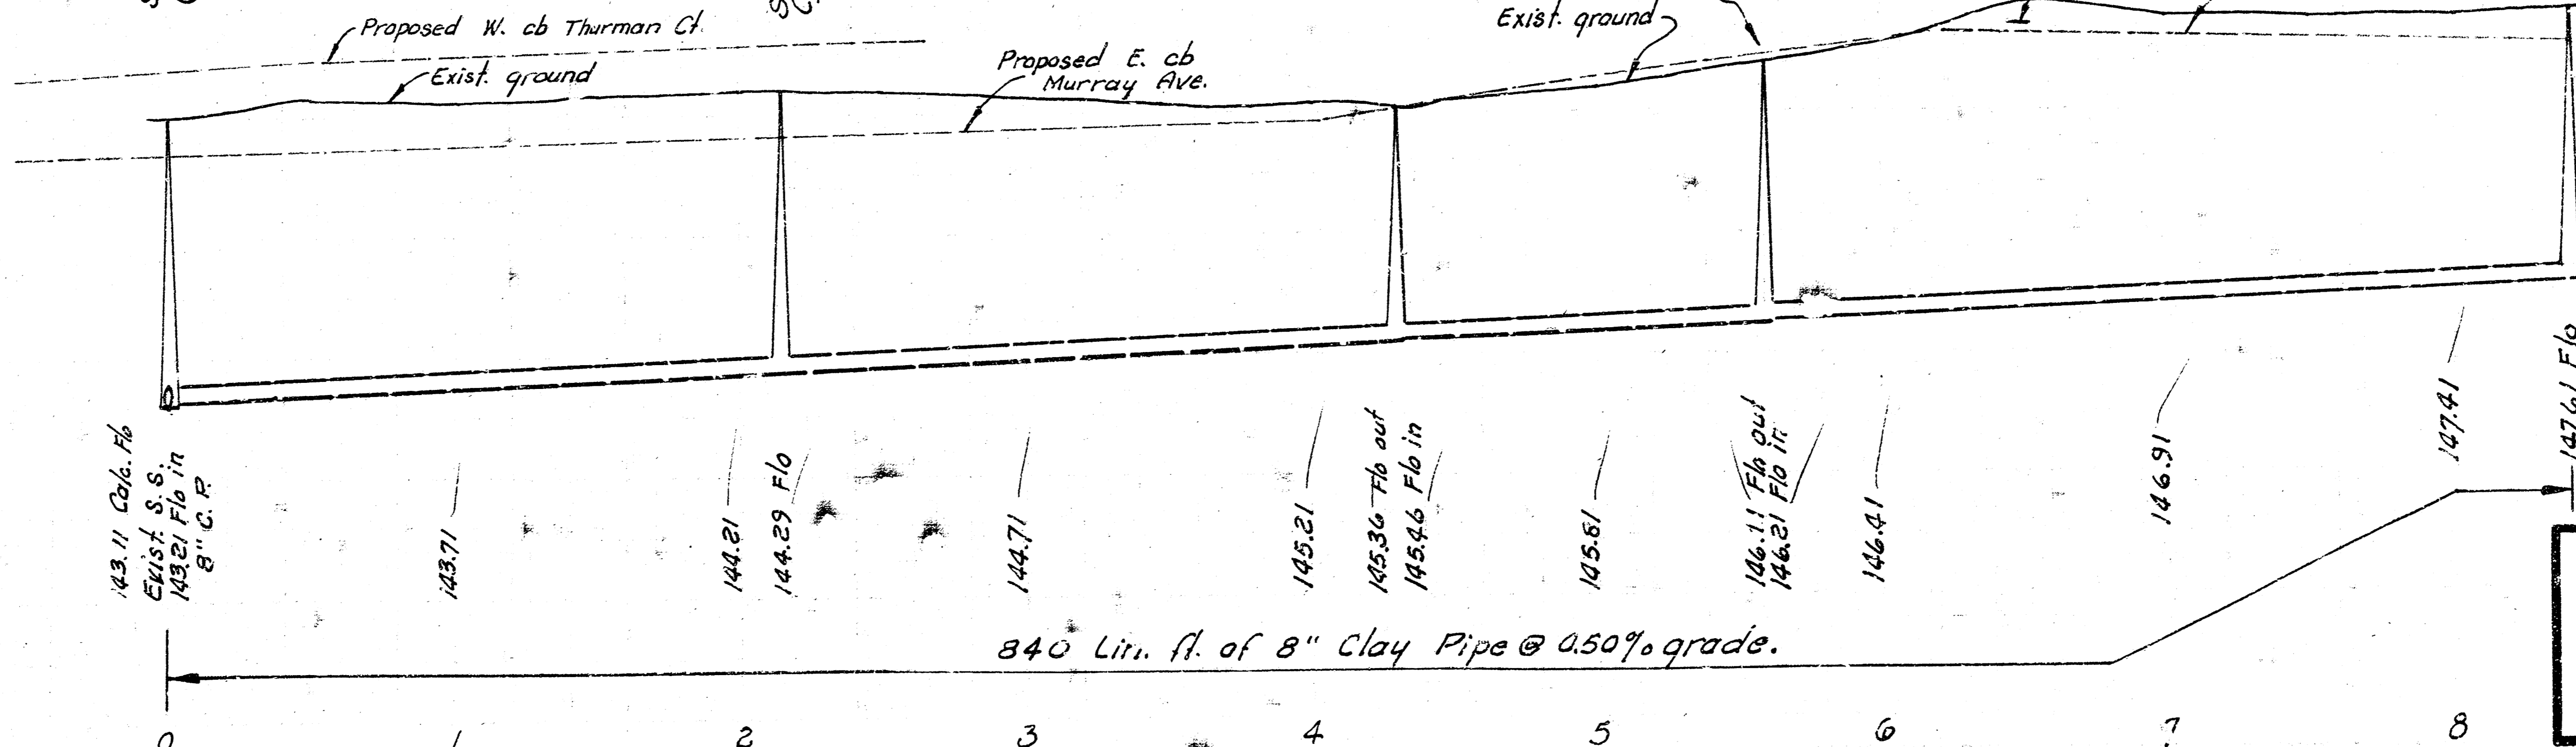 Proposed W. cb Thurman Ct.
Exist. ground
Proposed E. cb
Murray Ave.
Exist. ground
143.11 Calc. Flo
Exist. S. S.
143.21 Flo in
8" C. P.
143.71
144.21
144.29 Flo
144.71
145.21
145.36 Flo out
145.46 Flo in
145.81
146.11 Flo out
146.21 Flo in
146.41
146.91
147.41
147.61 Flo
840 Lin. ft. of 8" Clay Pipe @ 0.50% grade.
0 1 2 3 4 5 6 7 8